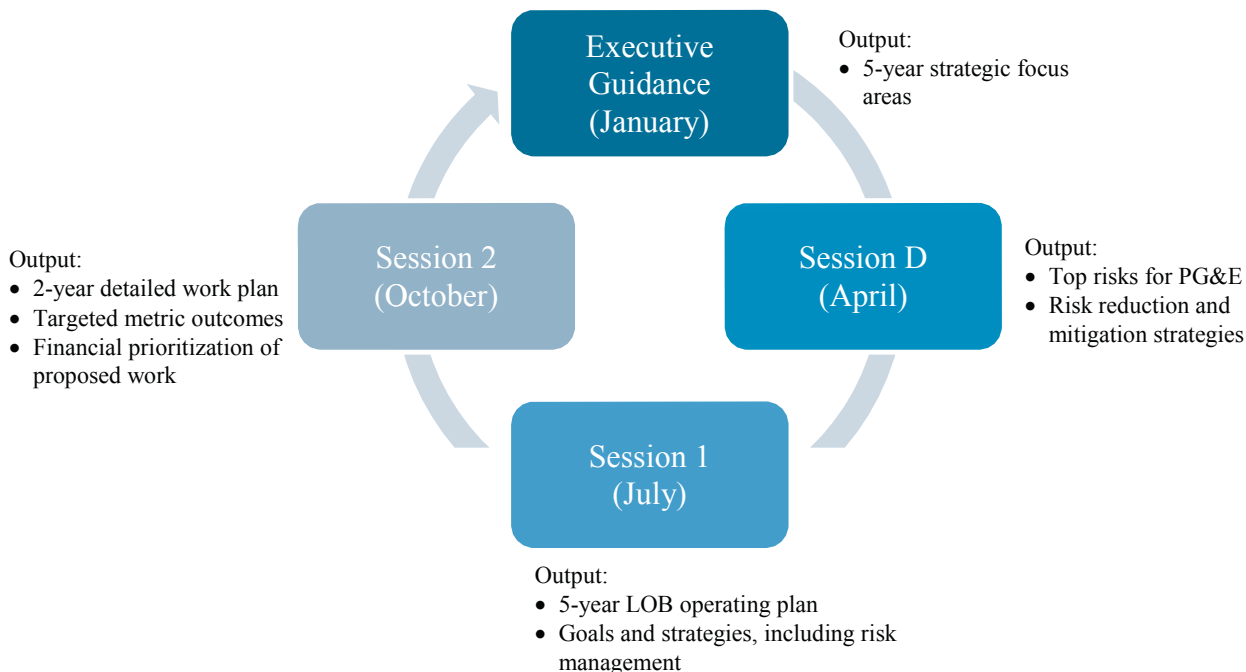 Executive
Guidance
(January)
Output:
• 5-year strategic focus
areas
Session D
(April)
Output:
• Top risks for PG&E
• Risk reduction and
mitigation strategies
Session 1
(July)
Output:
• 5-year LOB operating plan
• Goals and strategies, including risk
management
Session 2
(October)
Output:
• 2-year detailed work plan
• Targeted metric outcomes
• Financial prioritization of
proposed work